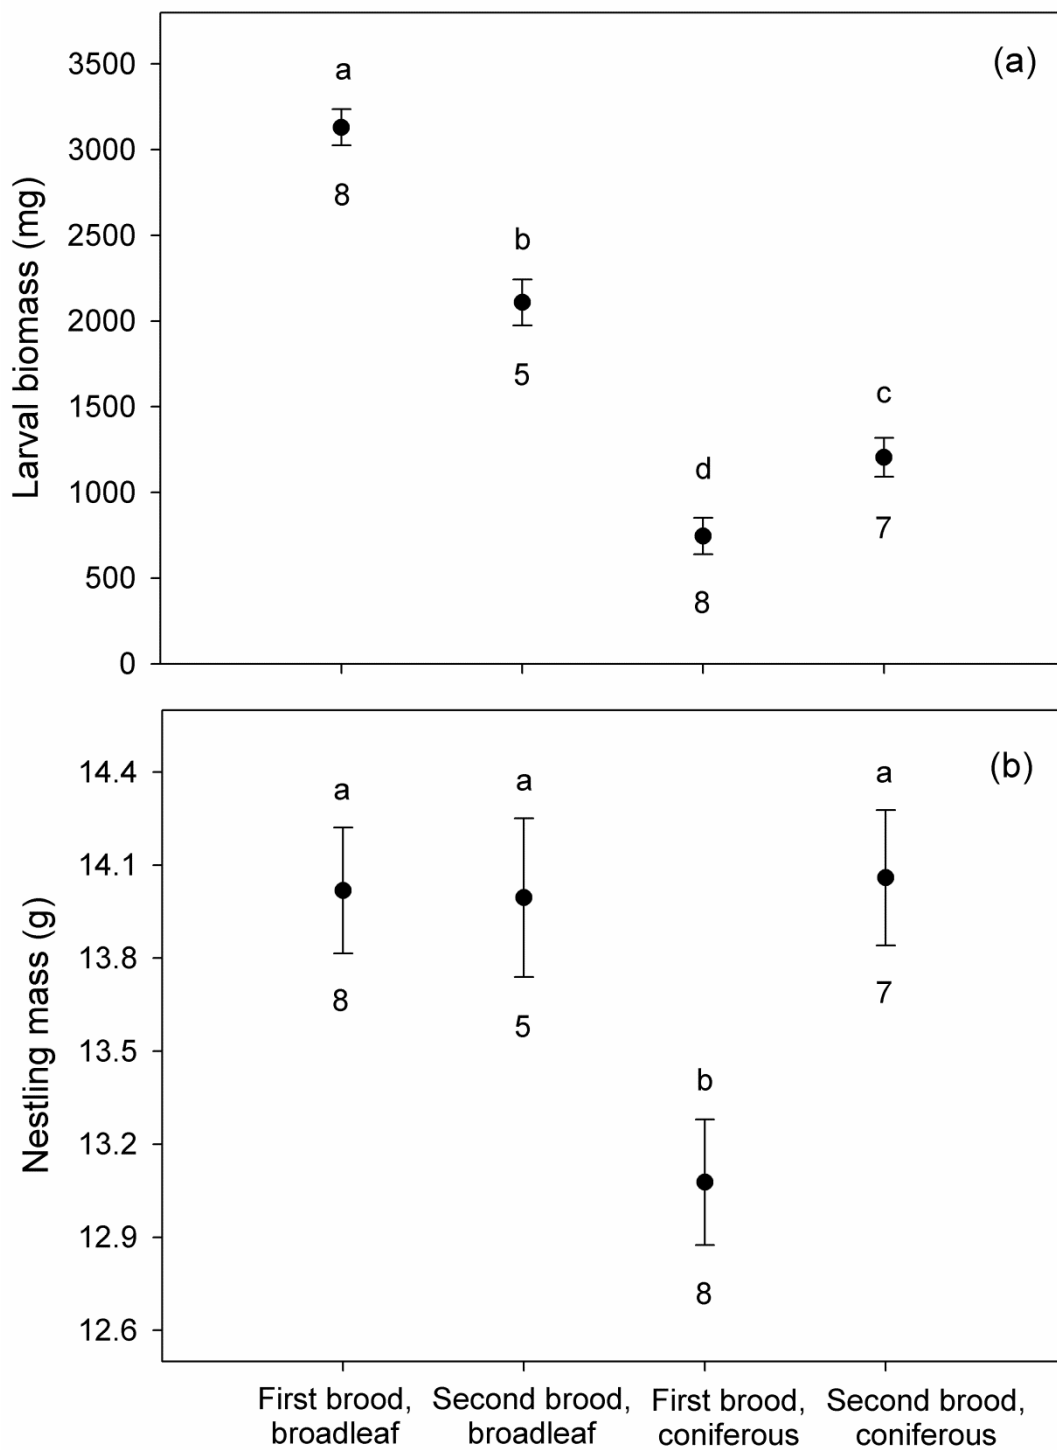 (a)
Larval biomass (mg)
3500
3000
2500
2000
1500
1000
500
0
a
8
b
5
d
8
c
7
(b)
Nestling mass (g)
14.4
14.1
13.8
13.5
13.2
12.9
12.6
a
8
a
5
b
8
a
7
First brood,
broadleaf
Second brood,
broadleaf
First brood,
coniferous
Second brood,
coniferous